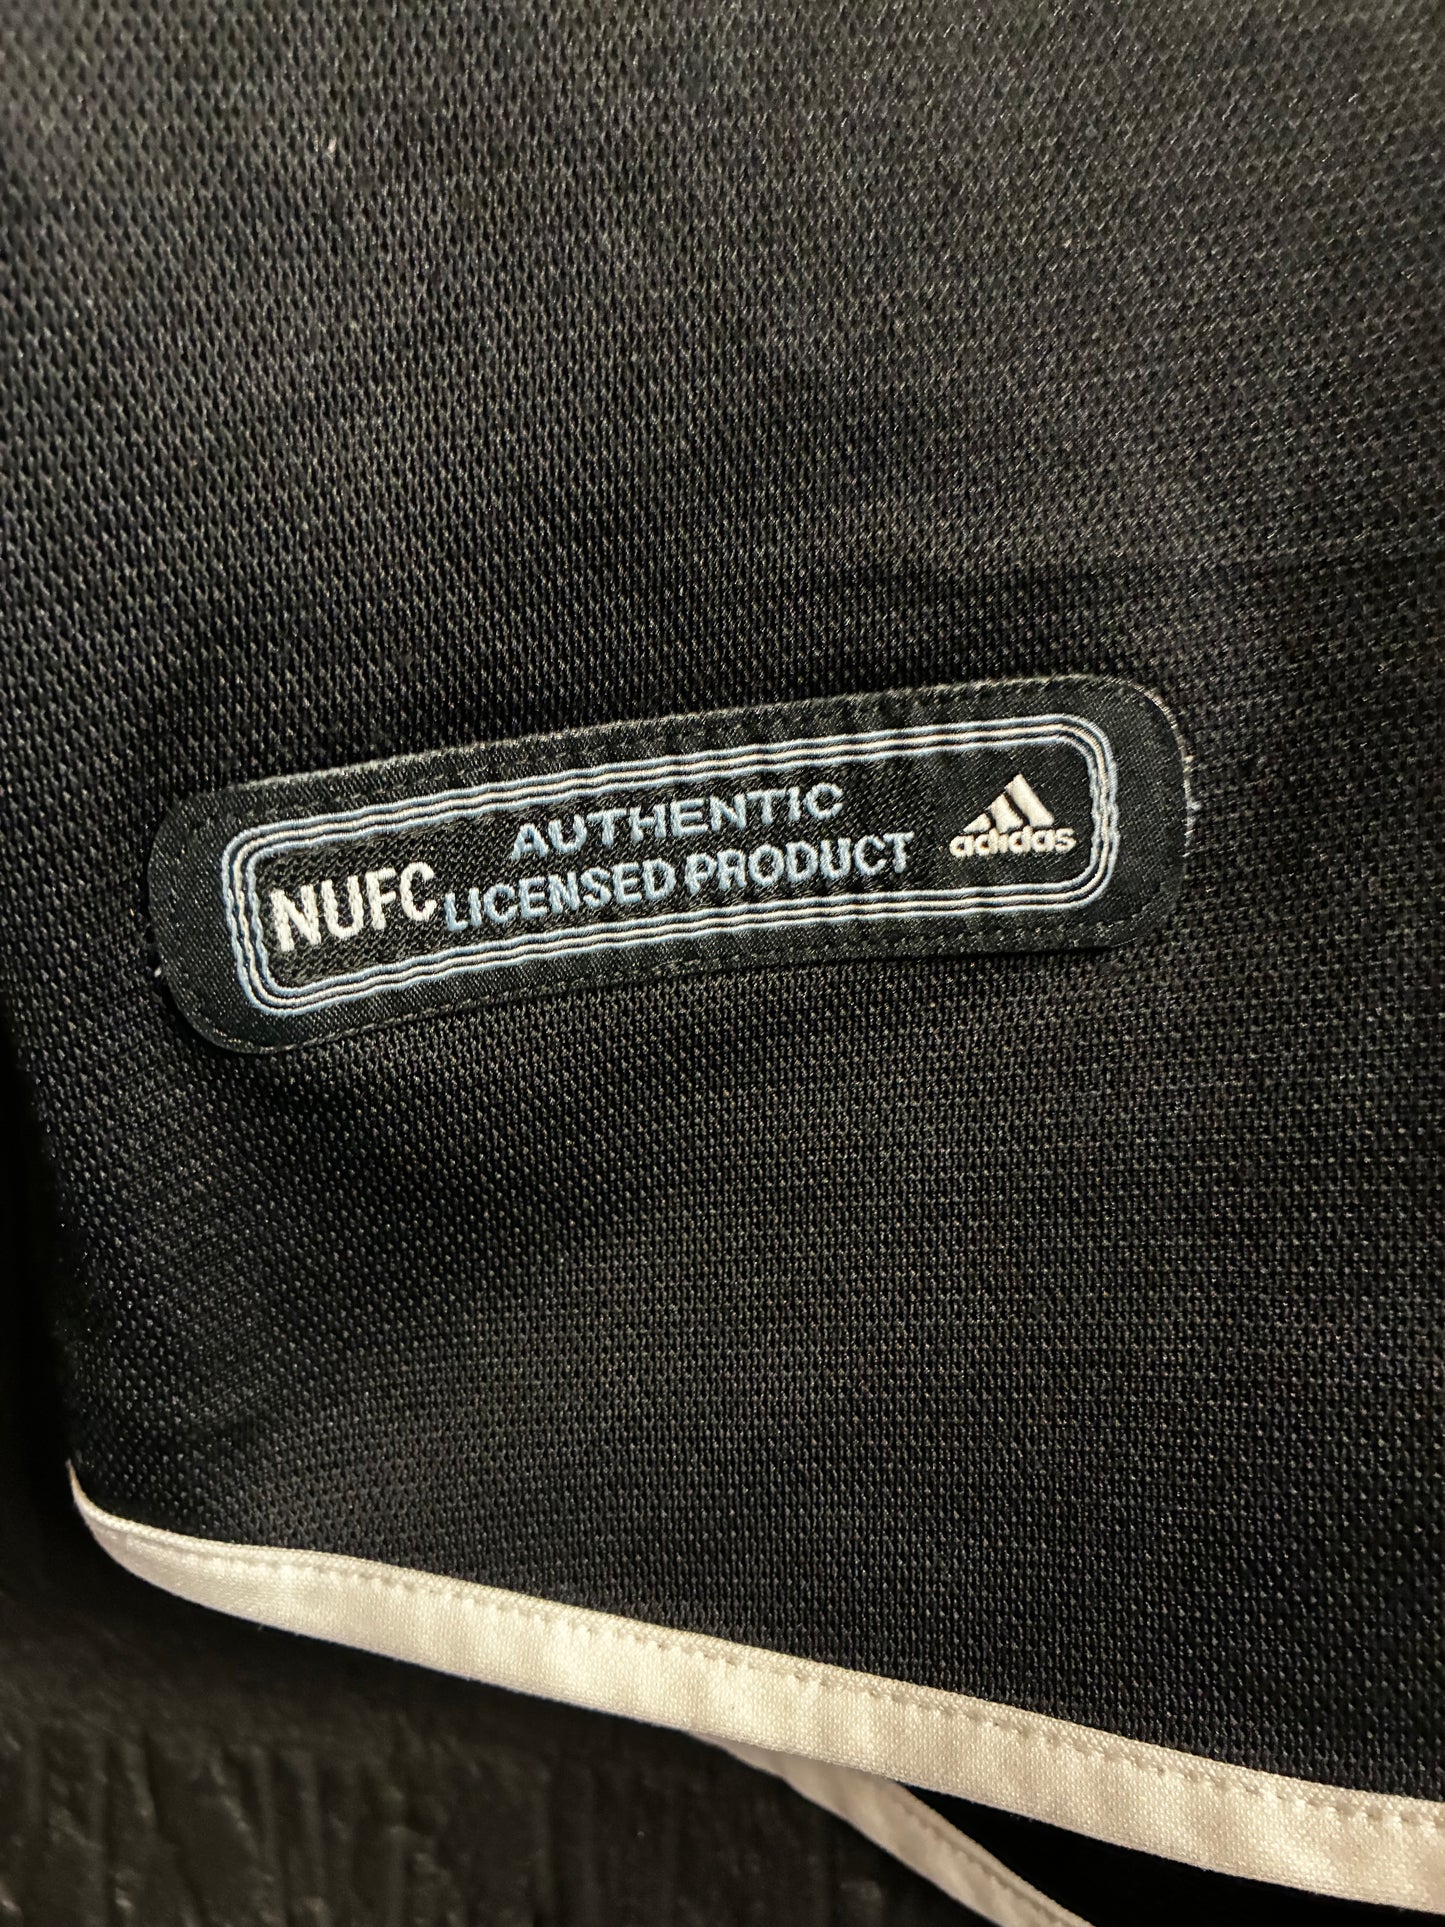 NUFC
AUTHENTIC
LICENSED PRODUCT
adidas